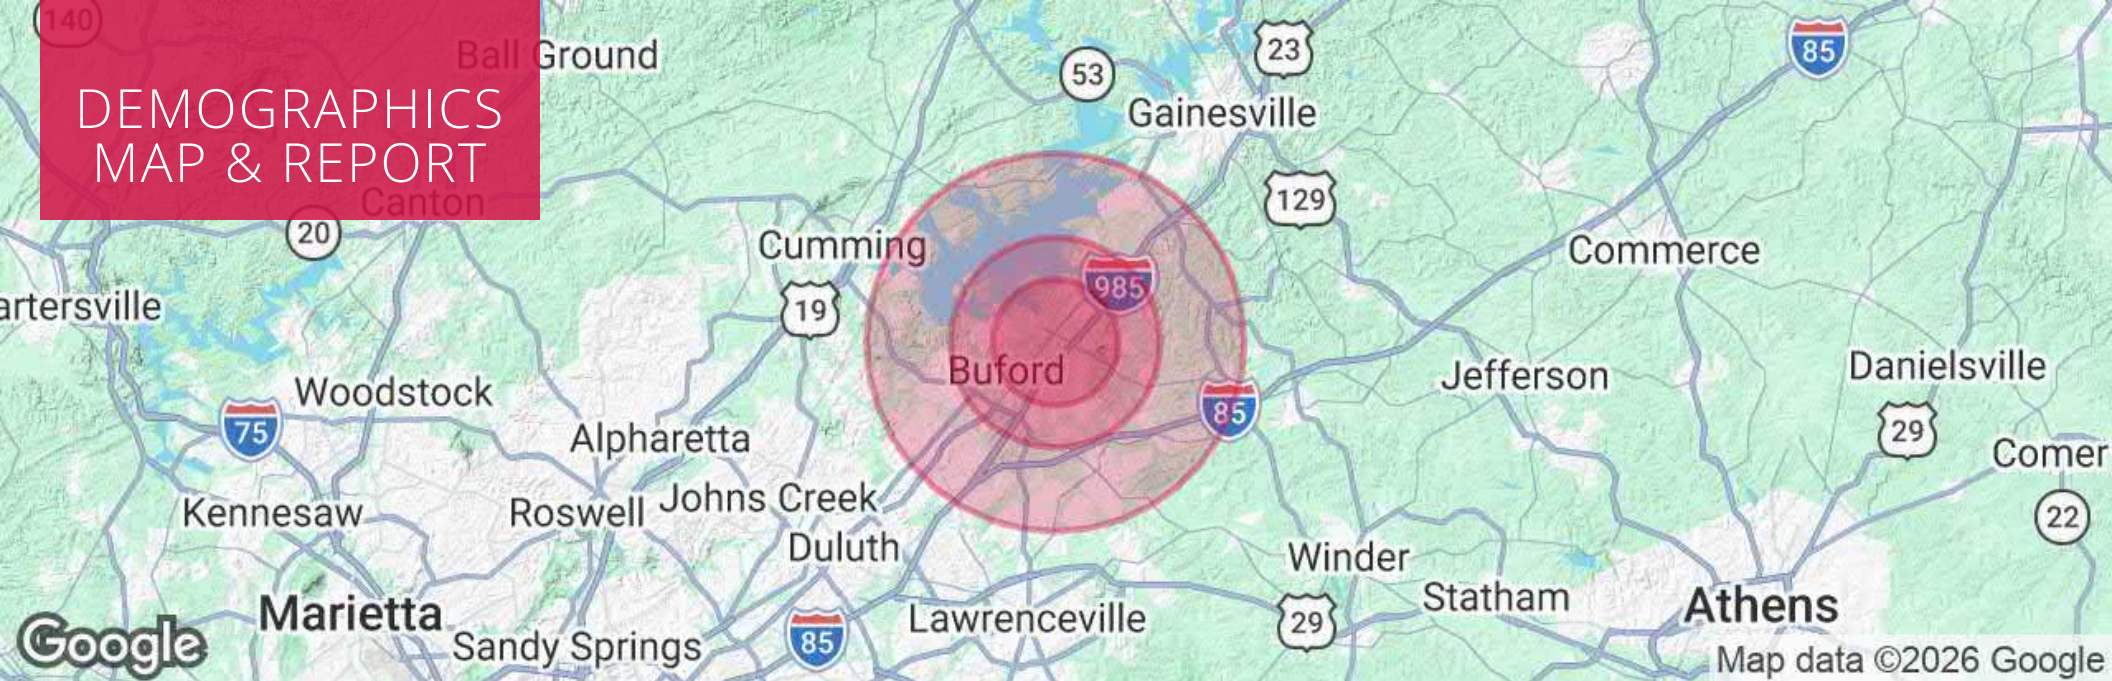 140
Ball Ground
53
23
85
DEMOGRAPHICS
MAP & REPORT
Gainesville
Canton
20
129
Cumming
Commerce
985
artersville
19
Buford
Jefferson
Danielsville
Woodstock
75
85
29
Alpharetta
Comer
Kennesaw
Roswell
Johns Creek
22
Duluth
Winder
Marietta
Statham
Athens
Google
Sandy Springs
85
Lawrenceville
29
Map data ©2026 Google